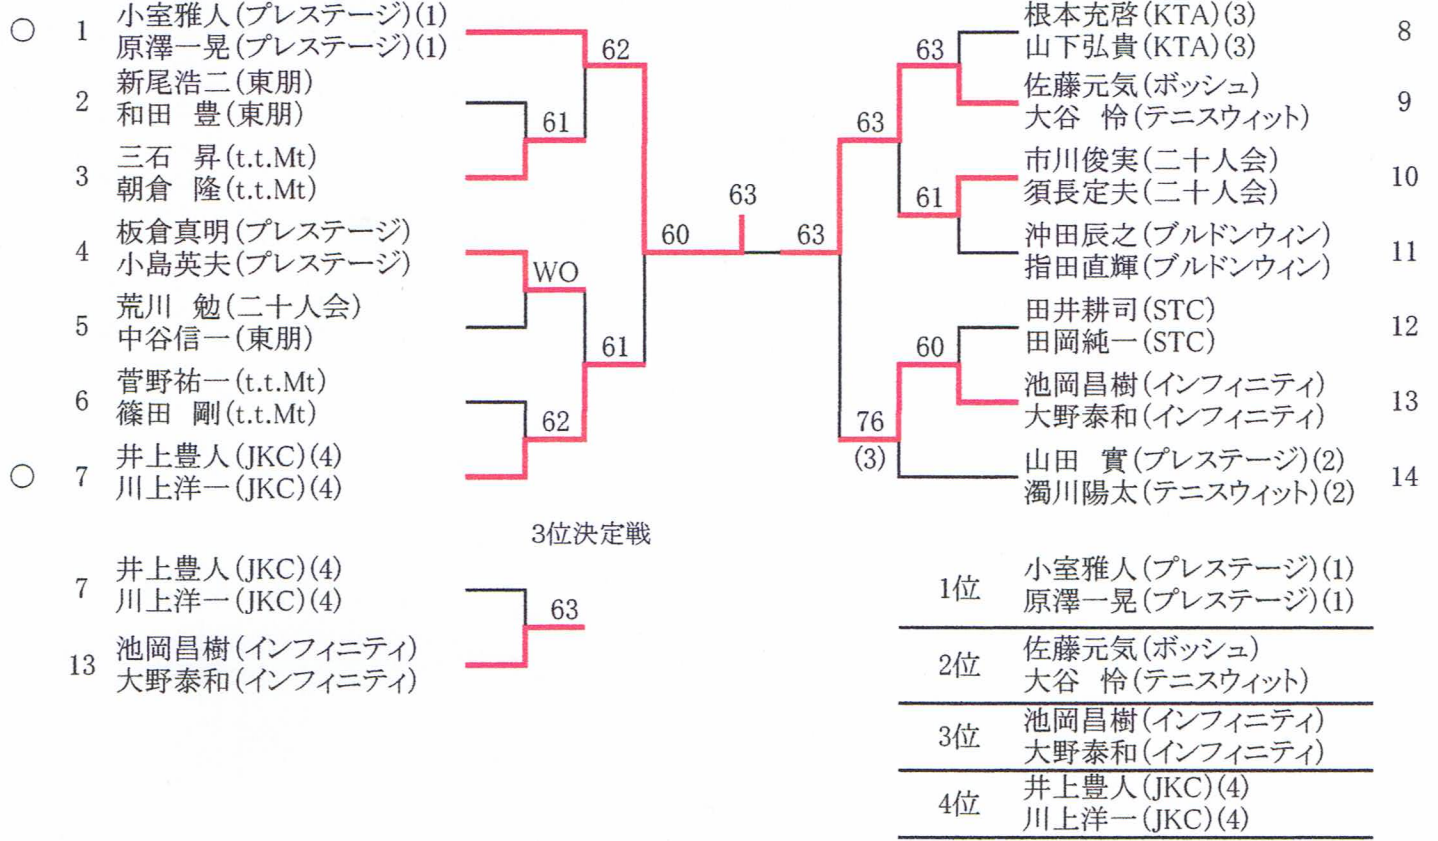 ○ 1 小室雅人(プレステージ)(1)
原澤一晃(プレステージ)(1)
2 新尾浩二(東朋)
和田 豊(東朋)
3 三石 昇(t.t.Mt)
朝倉 隆(t.t.Mt)
4 板倉真明(プレステージ)
小島英夫(プレステージ)
5 荒川 勉(二十人会)
中谷信一(東朋)
6 菅野祐一(t.t.Mt)
篠田 剛(t.t.Mt)
○ 7 井上豊人(JKC)(4)
川上洋一(JKC)(4)
62
61
WO
61
62
60
63
63
63
63
61
60
76
(3)
根本充啓(KTA)(3) 8
山下弘貴(KTA)(3)
佐藤元気(ボッシュ) 9
大谷 怜(テニスウィット)
市川俊実(二十人会) 10
須長定夫(二十人会)
沖田辰之(ブルドンウィン) 11
指田直輝(ブルドンウィン)
田井耕司(STC) 12
田岡純一(STC)
池岡昌樹(インフィニティ) 13
大野泰和(インフィニティ)
山田 實(プレステージ)(2) 14
濁川陽太(テニスウィット)(2)
3位決定戦
7 井上豊人(JKC)(4)
川上洋一(JKC)(4)
63
13 池岡昌樹(インフィニティ)
大野泰和(インフィニティ)
1位 小室雅人(プレステージ)(1)
原澤一晃(プレステージ)(1)
2位 佐藤元気(ボッシュ)
大谷 怜(テニスウィット)
3位 池岡昌樹(インフィニティ)
大野泰和(インフィニティ)
4位 井上豊人(JKC)(4)
川上洋一(JKC)(4)